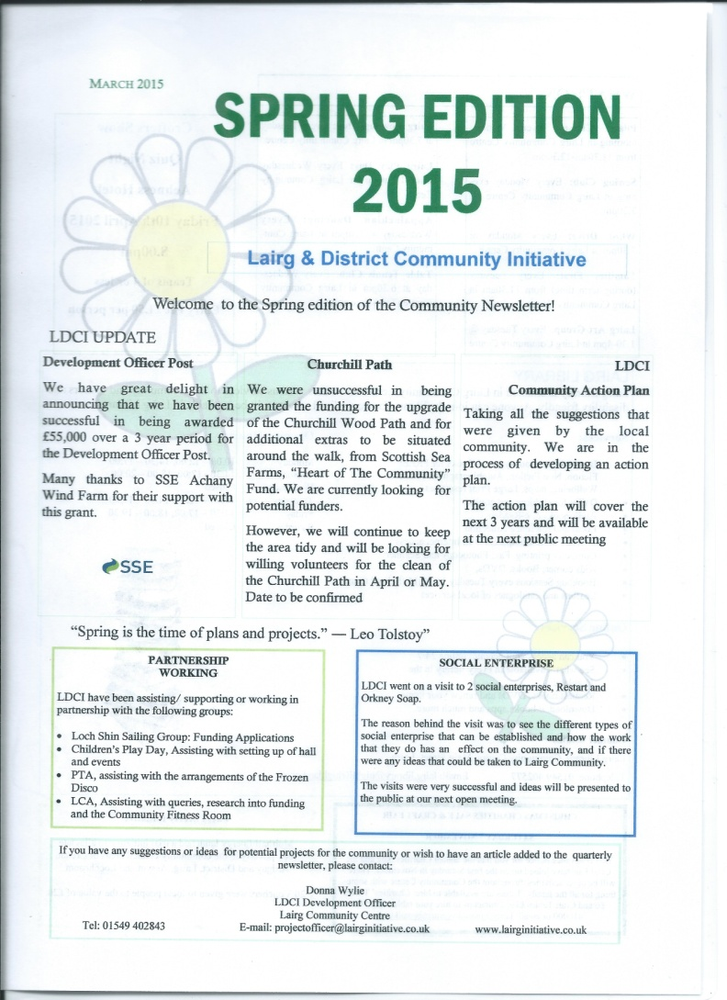 MARCH 2015
SPRING EDITION
2015
Lairg & District Community Initiative
Welcome to the Spring edition of the Community Newsletter!
LDCI UPDATE
Development Officer Post
We have great delight in
announcing that we have been
successful in being awarded
£55,000 over a 3 year period for
the Development Officer Post.
Many thanks to SSE Achany
Wind Farm for their support with
this grant.
SSE
Churchill Path
We were unsuccessful in being
granted the funding for the upgrade
of the Churchill Wood Path and for
additional extras to be situated
around the walk, from Scottish Sea
Farms, “Heart of The Community”
Fund. We are currently looking for
potential funders.
However, we will continue to keep
the area tidy and will be looking for
willing volunteers for the clean of
the Churchill Path in April or May.
Date to be confirmed
LDCI
Community Action Plan
Taking all the suggestions that
were given by the local
community. We are in the
process of developing an action
plan.
The action plan will cover the
next 3 years and will be available
at the next public meeting
“Spring is the time of plans and projects.” — Leo Tolstoy”
PARTNERSHIP
WORKING
LDCI have been assisting/ supporting or working in
partnership with the following groups:
• Loch Shin Sailing Group: Funding Applications
• Children's Play Day, Assisting with setting up of hall
and events
• PTA, assisting with the arrangements of the Frozen
Disco
• LCA, Assisting with queries, research into funding
and the Community Fitness Room
SOCIAL ENTERPRISE
LDCI went on a visit to 2 social enterprises, Restart and
Orkney Soap.
The reason behind the visit was to see the different types of
social enterprise that can be established and how the work
that they do has an effect on the community, and if there
were any ideas that could be taken to Lairg Community.
The visits were very successful and ideas will be presented to
the public at our next open meeting.
If you have any suggestions or ideas for potential projects for the community or wish to have an article added to the quarterly
newsletter, please contact:
Donna Wylie
LDCI Development Officer
Lairg Community Centre
Tel: 01549 402843 E-mail: projectofficer@lairginitiative.co.uk www.lairginitiative.co.uk